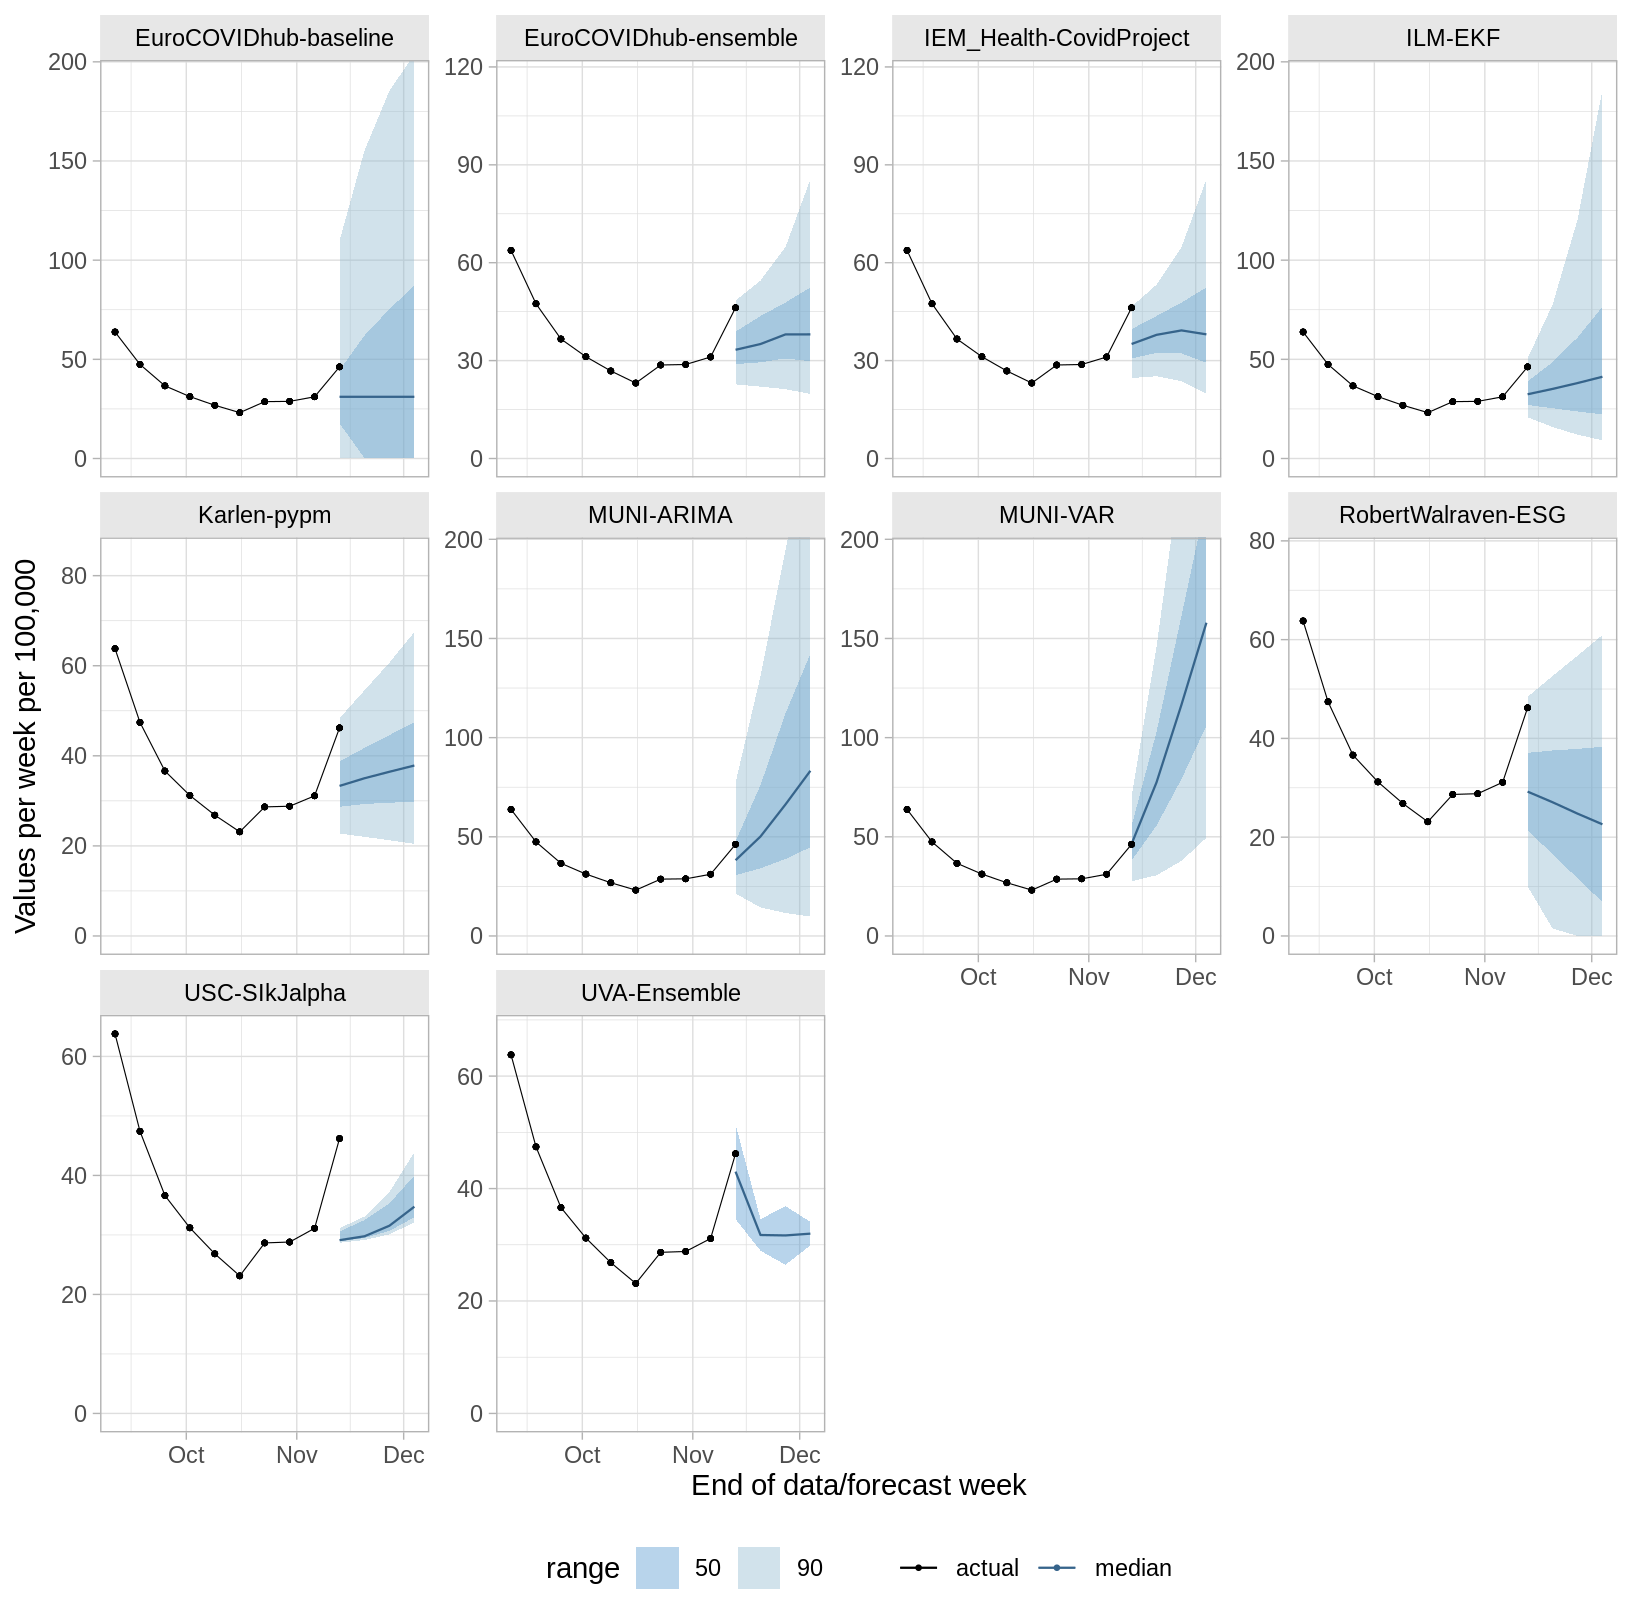 EuroCOVIDhub-baseline EuroCOVIDhub-ensemble IEM_Health-CovidProject ILM-EKF
200 120 120 200
150 90 90 150
100 60 60 100
50 30 30 50
0 0 0 0
Karlen-pypm MUNI-ARIMA MUNI-VAR RobertWalraven-ESG
80 200 200 80
60 150 150 60
40 100 100 40
20 50 50 20
0 0 0 0
Oct Nov Dec Oct Nov Dec
Values per week per 100,000
USC-SIkJalpha UVA-Ensemble
60 60
40 40
20 20
0 0
Oct Nov Dec Oct Nov Dec
End of data/forecast week
range 50 90 actual median